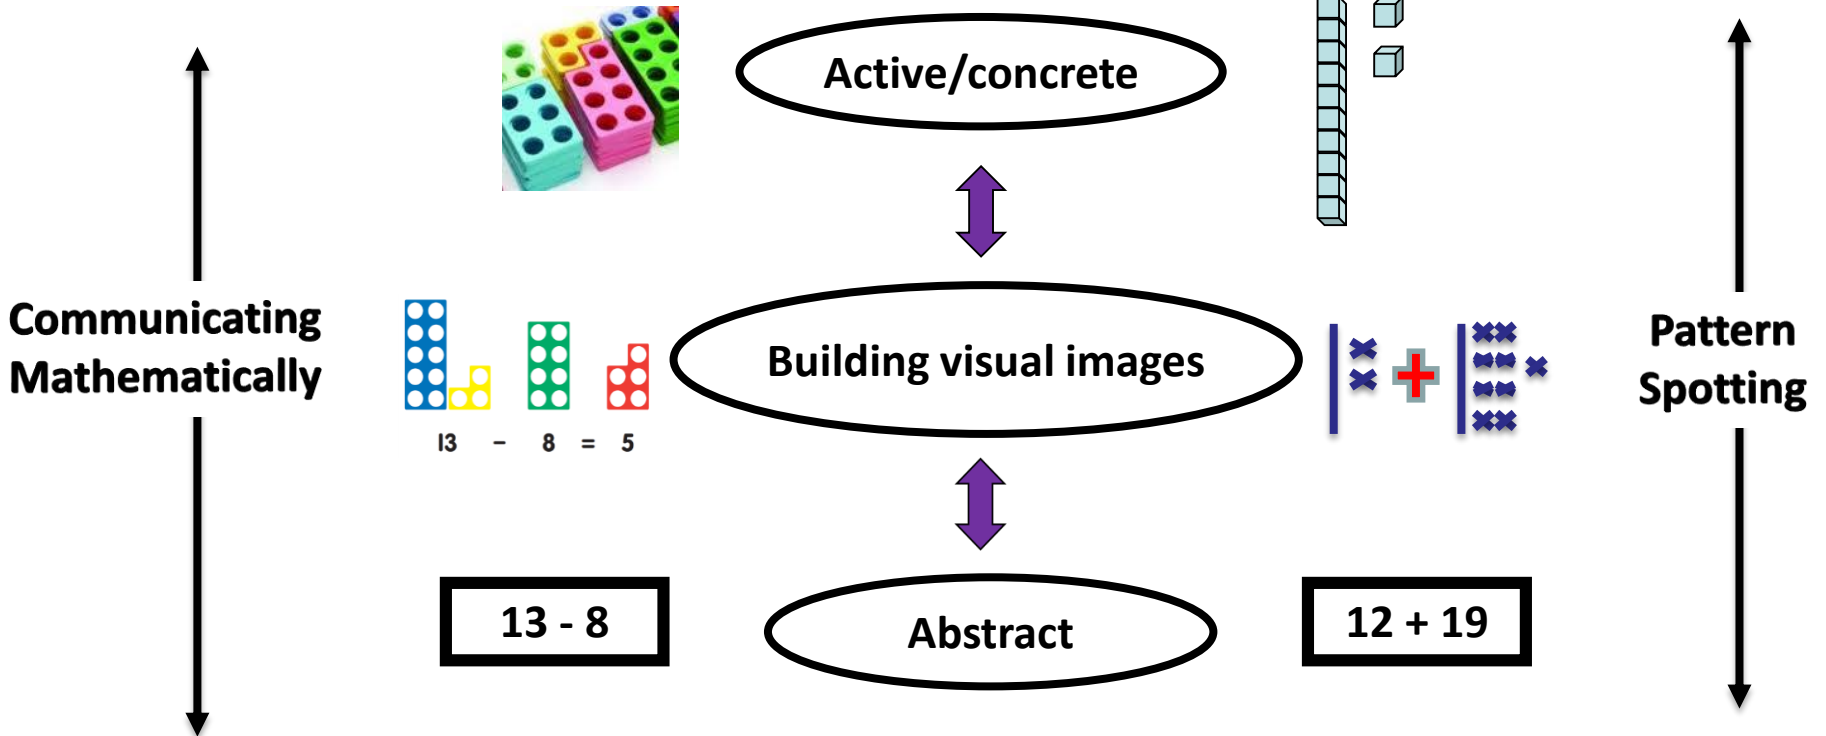 Active/concrete
Communicating
Mathematically
Building visual images
Pattern
Spotting
13 - 8 = 5
13 - 8
Abstract
12 + 19